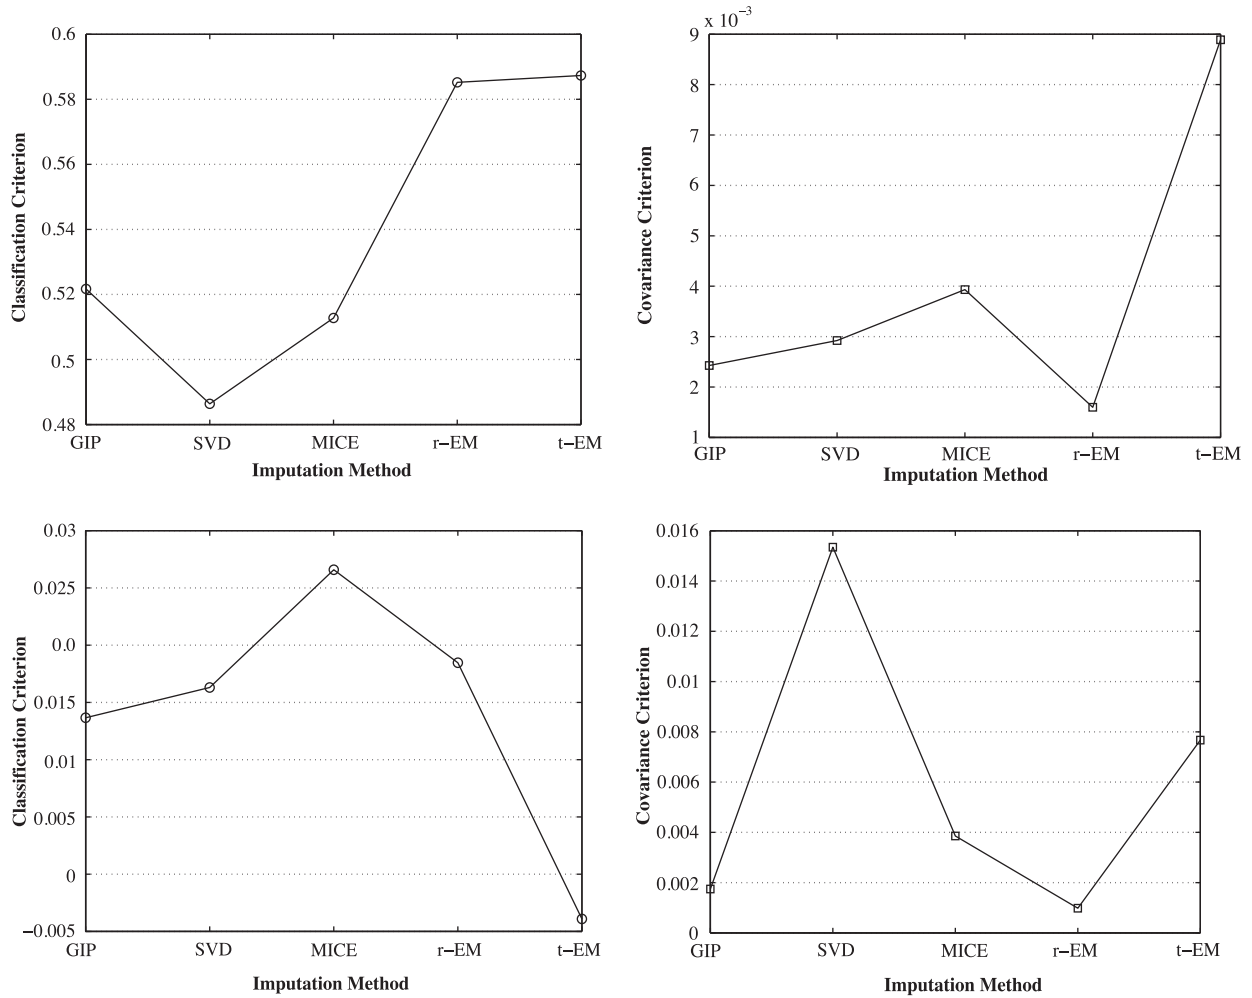 0.6
0.58
0.56
0.54
0.52
0.5
0.48
Classification Criterion
GIP SVD MICE r−EM t−EM
Imputation Method
x 10−3
9
8
7
6
5
4
3
2
1
Covariance Criterion
GIP SVD MICE r−EM t−EM
Imputation Method
0.03
0.025
0.0
0.015
0.01
0.005
0
−0.005
Classification Criterion
GIP SVD MICE r−EM t−EM
Imputation Method
0.016
0.014
0.012
0.01
0.008
0.006
0.004
0.002
0
Covariance Criterion
GIP SVD MICE r−EM t−EM
Imputation Method